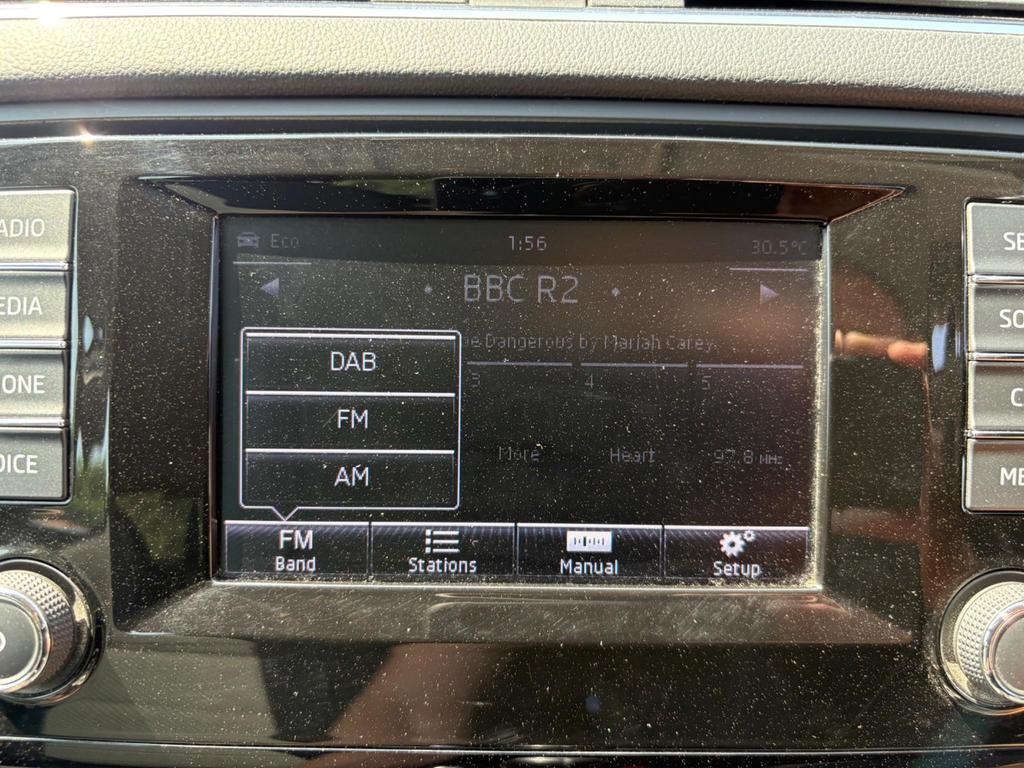 Eco 1:56 30.5°C
BBC R2
Dangerous by Mariah Carey
DAB
FM
AM
3 4 5
More Heart 97.8 MHz
FM
Band Stations Manual Setup
ADIO
EDIA
ONE
OICE
SE
SO
C
ME